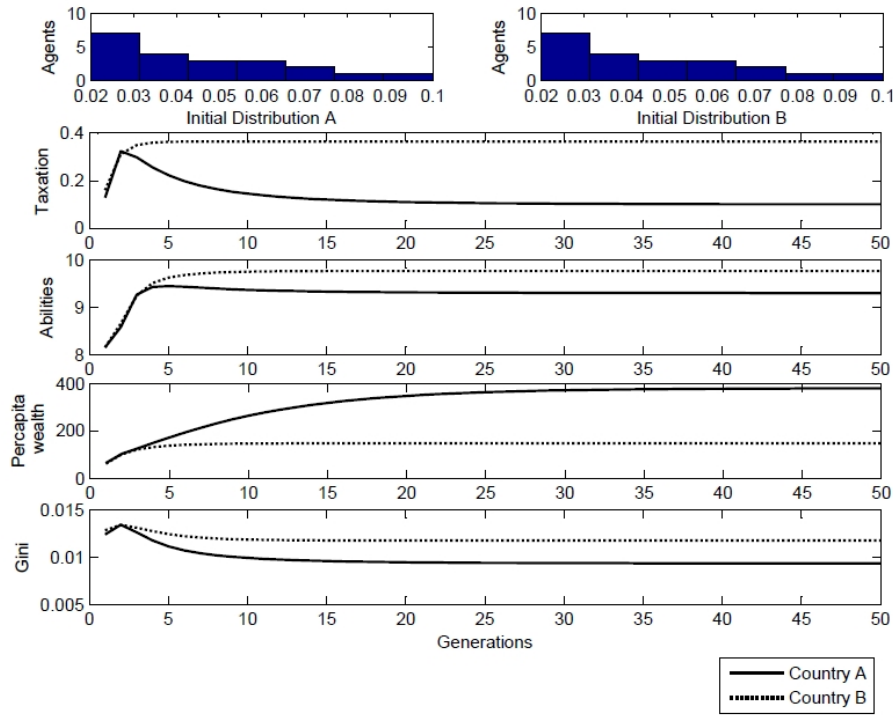 Agents
10
5
0
0.02 0.03 0.04 0.05 0.06 0.07 0.08 0.09 0.1
Initial Distribution A
Agents
10
5
0
0.02 0.03 0.04 0.05 0.06 0.07 0.08 0.09 0.1
Initial Distribution B
Taxation
0.4
0.2
0
0 5 10 15 20 25 30 35 40 45 50
Abilities
10
9
8
0 5 10 15 20 25 30 35 40 45 50
Percapita
wealth
400
200
0
0 5 10 15 20 25 30 35 40 45 50
Gini
0.015
0.01
0.005
0 5 10 15 20 25 30 35 40 45 50
Generations
Country A
Country B